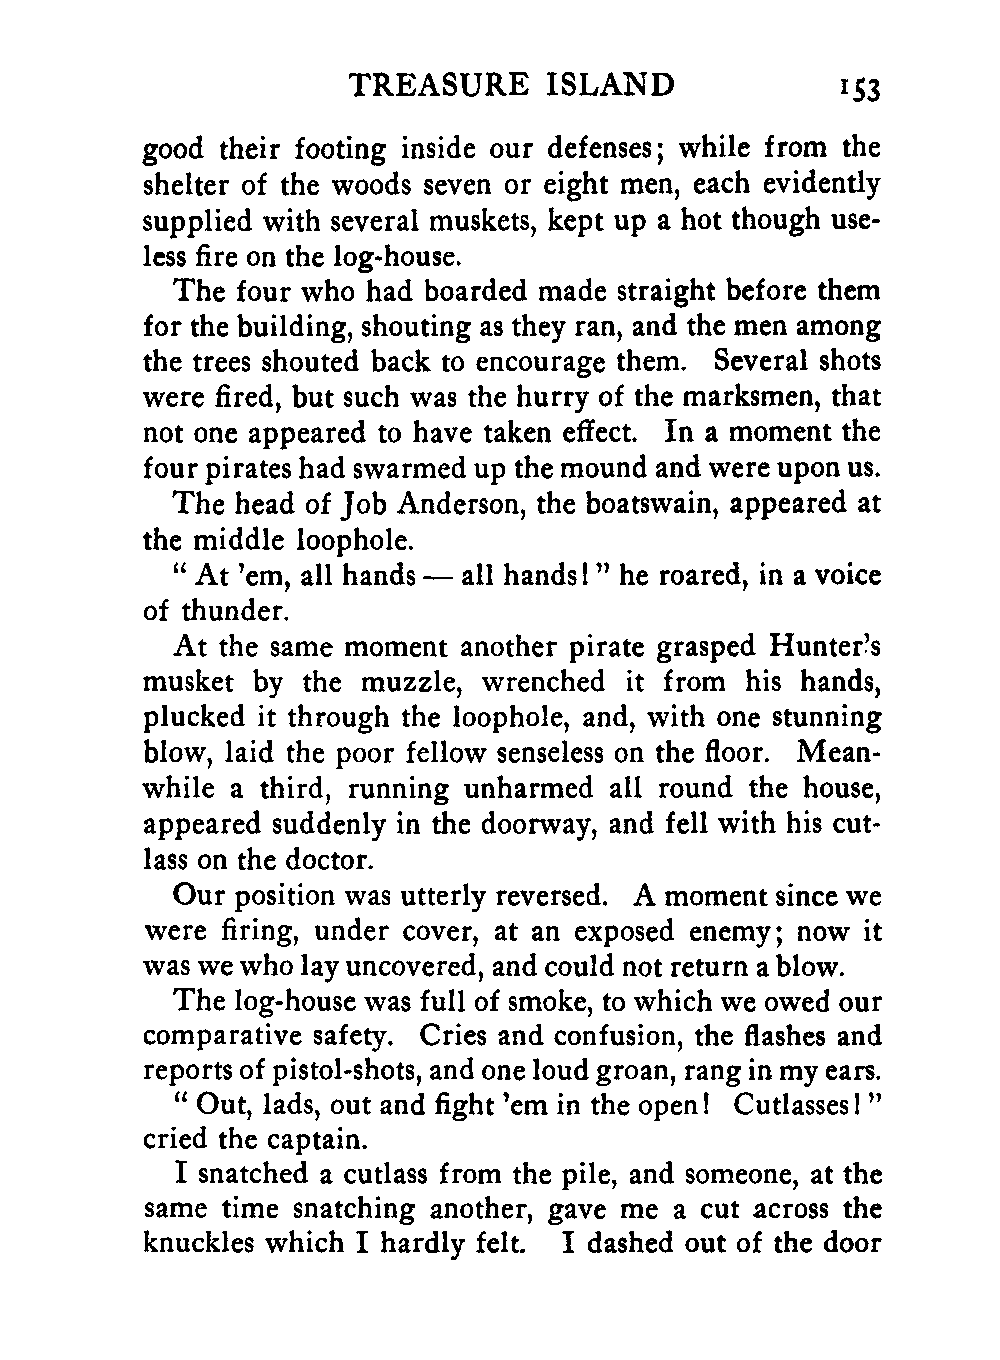 TREASURE ISLAND 153
good their footing inside our defenses; while from the
shelter of the woods seven or eight men, each evidently
supplied with several muskets, kept up a hot though use-
less fire on the log-house.
The four who had boarded made straight before them
for the building, shouting as they ran, and the men among
the trees shouted back to encourage them. Several shots
were fired, but such was the hurry of the marksmen, that
not one appeared to have taken effect. In a moment the
four pirates had swarmed up the mound and were upon us.
The head of Job Anderson, the boatswain, appeared at
the middle loophole.
“ At ’em, all hands — all hands! ” he roared, in a voice
of thunder.
At the same moment another pirate grasped Hunter’s
musket by the muzzle, wrenched it from his hands,
plucked it through the loophole, and, with one stunning
blow, laid the poor fellow senseless on the floor. Mean-
while a third, running unharmed all round the house,
appeared suddenly in the doorway, and fell with his cut-
lass on the doctor.
Our position was utterly reversed. A moment since we
were firing, under cover, at an exposed enemy; now it
was we who lay uncovered, and could not return a blow.
The log-house was full of smoke, to which we owed our
comparative safety. Cries and confusion, the flashes and
reports of pistol-shots, and one loud groan, rang in my ears.
“ Out, lads, out and fight ’em in the open! Cutlasses! ”
cried the captain.
I snatched a cutlass from the pile, and someone, at the
same time snatching another, gave me a cut across the
knuckles which I hardly felt. I dashed out of the door